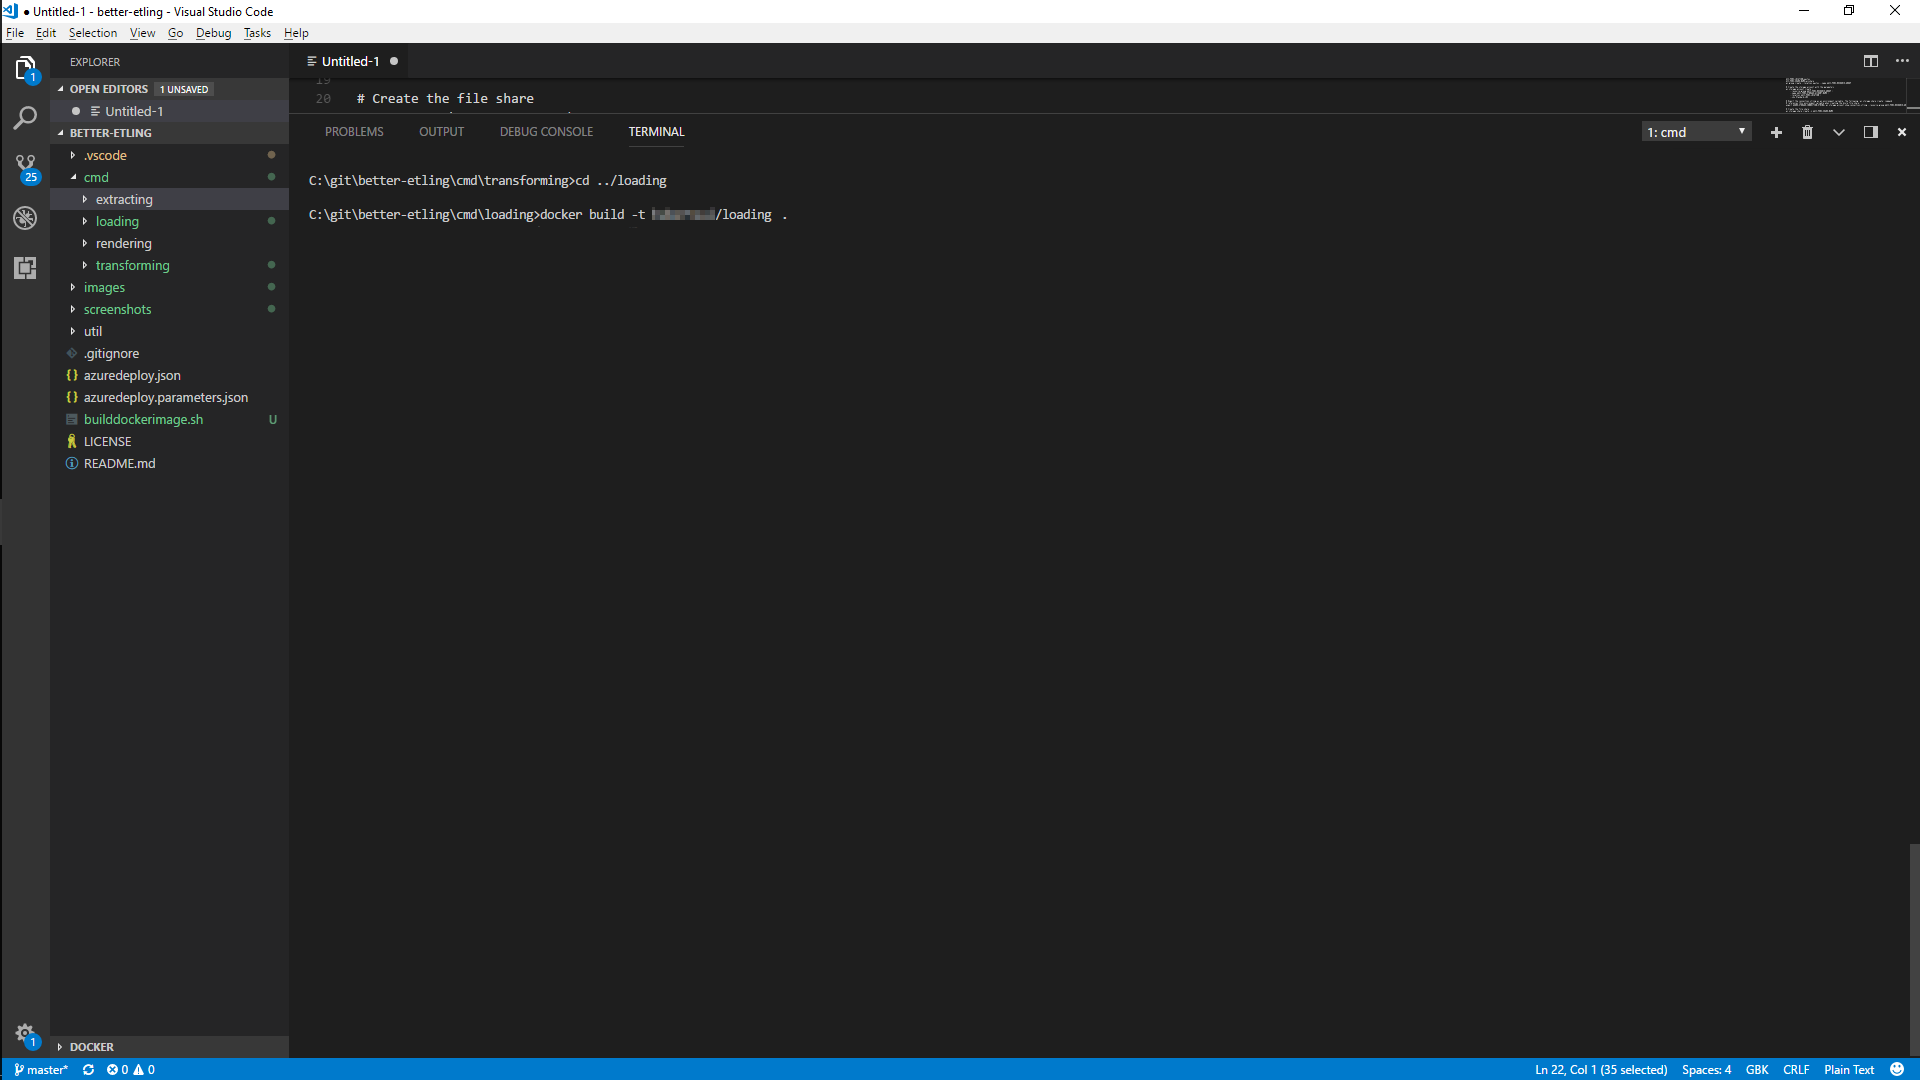 ● Untitled-1 - better-etling - Visual Studio Code
File Edit Selection View Go Debug Tasks Help
EXPLORER
OPEN EDITORS 1 UNSAVED
Untitled-1
BETTER-ETLING
.vscode
cmd
extracting
loading
rendering
transforming
images
screenshots
util
.gitignore
{} azuredeploy.json
{} azuredeploy.parameters.json
builddockerimage.sh U
LICENSE
README.md
DOCKER
1
25
1
Untitled-1
19
20 # Create the file share
PROBLEMS OUTPUT DEBUG CONSOLE TERMINAL
1: cmd
C:\git\better-etling\cmd\transforming>cd ../loading
C:\git\better-etling\cmd\loading>docker build -t /loading .
master* 0 0 Ln 22, Col 1 (35 selected) Spaces: 4 GBK CRLF Plain Text